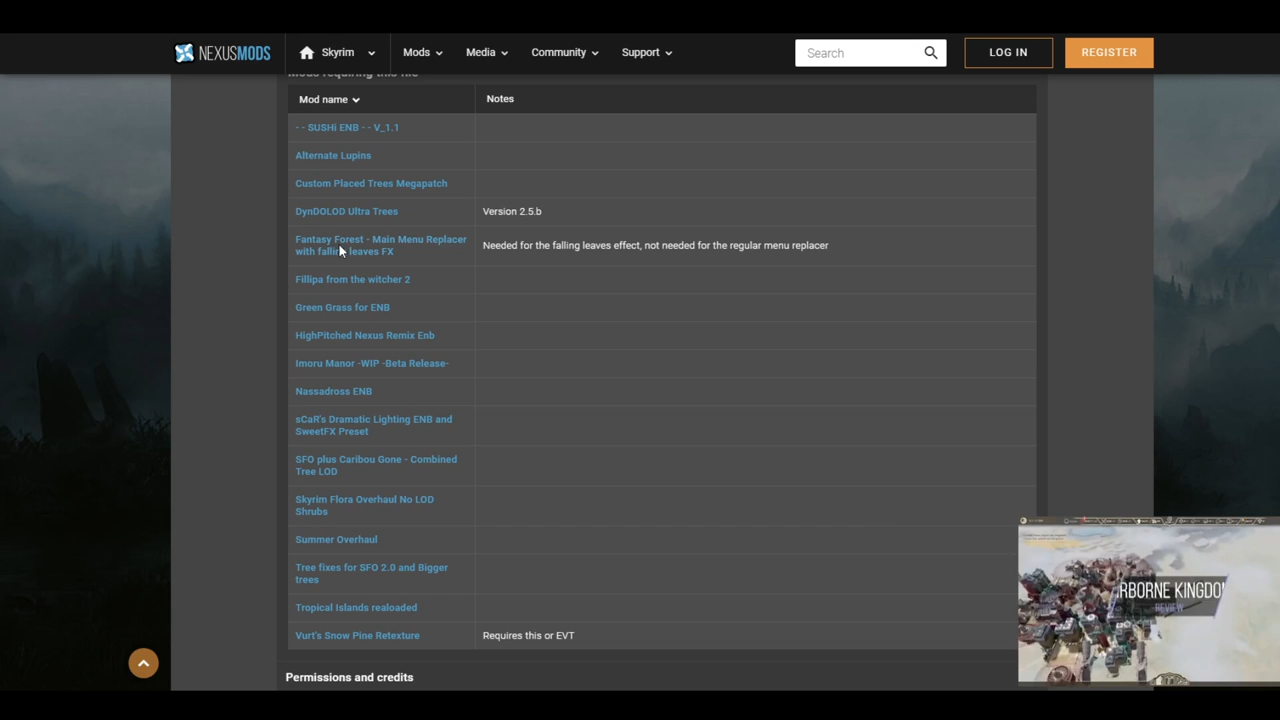 NEXUSMODS
Skyrim
Mods
Media
Community
Support
Search
LOG IN
REGISTER
Mods requiring this file
Mod name
Notes
- - SUSHi ENB - - V_1.1
Alternate Lupins
Custom Placed Trees Megapatch
DynDOLOD Ultra Trees
Version 2.5.b
Fantasy Forest - Main Menu Replacer
with falling leaves FX
Needed for the falling leaves effect, not needed for the regular menu replacer
Fillipa from the witcher 2
Green Grass for ENB
HighPitched Nexus Remix Enb
Imoru Manor -WIP -Beta Release-
Nassadross ENB
sCaR's Dramatic Lighting ENB and
SweetFX Preset
SFO plus Caribou Gone - Combined
Tree LOD
Skyrim Flora Overhaul No LOD
Shrubs
Summer Overhaul
Tree fixes for SFO 2.0 and Bigger
trees
Tropical Islands realoaded
Vurt's Snow Pine Retexture
Requires this or EVT
Permissions and credits
RBORNE KINGDO
REVIEW